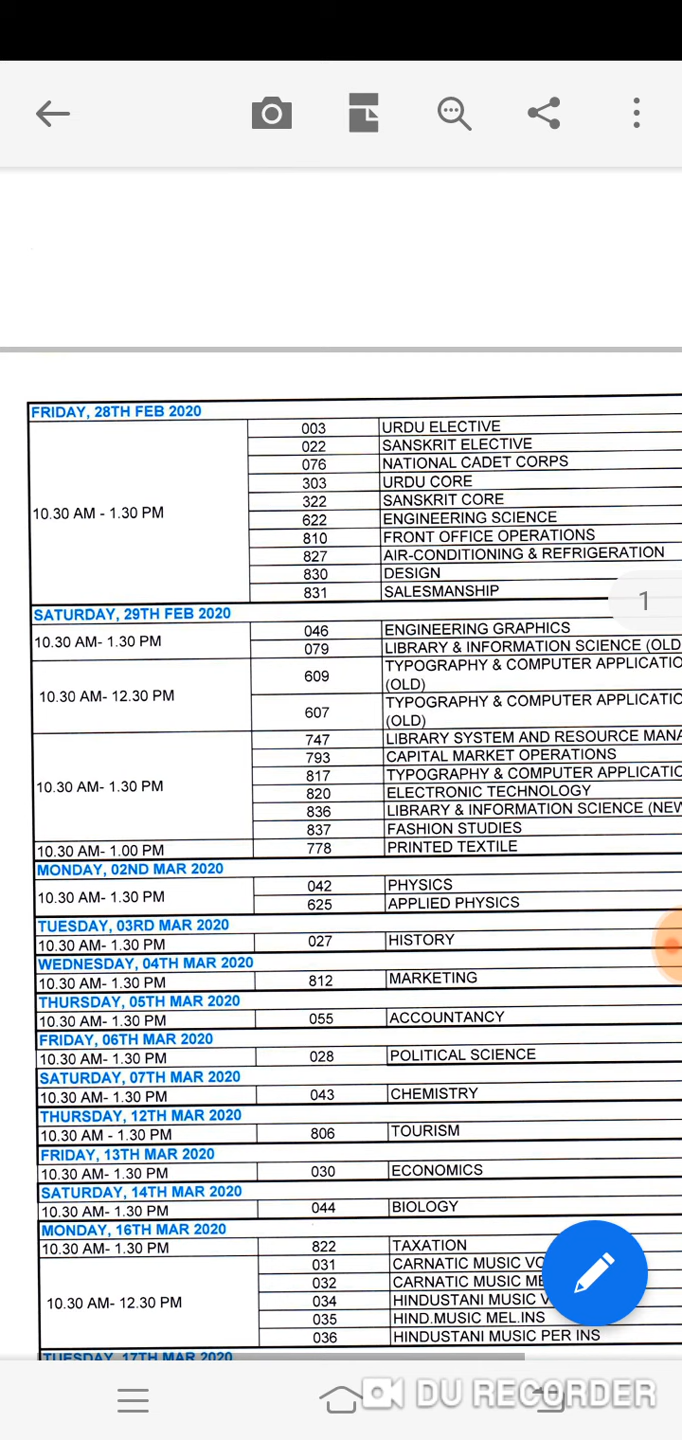 FRIDAY, 28TH FEB 2020
10.30 AM - 1.30 PM
003 URDU ELECTIVE
022 SANSKRIT ELECTIVE
076 NATIONAL CADET CORPS
303 URDU CORE
322 SANSKRIT CORE
622 ENGINEERING SCIENCE
810 FRONT OFFICE OPERATIONS
827 AIR-CONDITIONING & REFRIGERATION
830 DESIGN
831 SALESMANSHIP
1
SATURDAY, 29TH FEB 2020
10.30 AM- 1.30 PM
046 ENGINEERING GRAPHICS
079 LIBRARY & INFORMATION SCIENCE (OLD
10.30 AM- 12.30 PM
609 TYPOGRAPHY & COMPUTER APPLICATIO
(OLD)
607 TYPOGRAPHY & COMPUTER APPLICATIO
(OLD)
10.30 AM- 1.30 PM
747 LIBRARY SYSTEM AND RESOURCE MANA
793 CAPITAL MARKET OPERATIONS
817 TYPOGRAPHY & COMPUTER APPLICATIO
820 ELECTRONIC TECHNOLOGY
836 LIBRARY & INFORMATION SCIENCE (NEW
837 FASHION STUDIES
10.30 AM- 1.00 PM 778 PRINTED TEXTILE
MONDAY, 02ND MAR 2020
10.30 AM- 1.30 PM
042 PHYSICS
625 APPLIED PHYSICS
TUESDAY, 03RD MAR 2020
10.30 AM- 1.30 PM 027 HISTORY
WEDNESDAY, 04TH MAR 2020
10.30 AM- 1.30 PM 812 MARKETING
THURSDAY, 05TH MAR 2020
10.30 AM- 1.30 PM 055 ACCOUNTANCY
FRIDAY, 06TH MAR 2020
10.30 AM- 1.30 PM 028 POLITICAL SCIENCE
SATURDAY, 07TH MAR 2020
10.30 AM- 1.30 PM 043 CHEMISTRY
THURSDAY, 12TH MAR 2020
10.30 AM - 1.30 PM 806 TOURISM
FRIDAY, 13TH MAR 2020
10.30 AM- 1.30 PM 030 ECONOMICS
SATURDAY, 14TH MAR 2020
10.30 AM- 1.30 PM 044 BIOLOGY
MONDAY, 16TH MAR 2020
10.30 AM- 1.30 PM 822 TAXATION
10.30 AM- 12.30 PM
031 CARNATIC MUSIC VO
032 CARNATIC MUSIC ME
034 HINDUSTANI MUSIC V
035 HIND.MUSIC MEL.INS
036 HINDUSTANI MUSIC PER INS
TUESDAY, 17TH MAR 2020
DU RECORDER